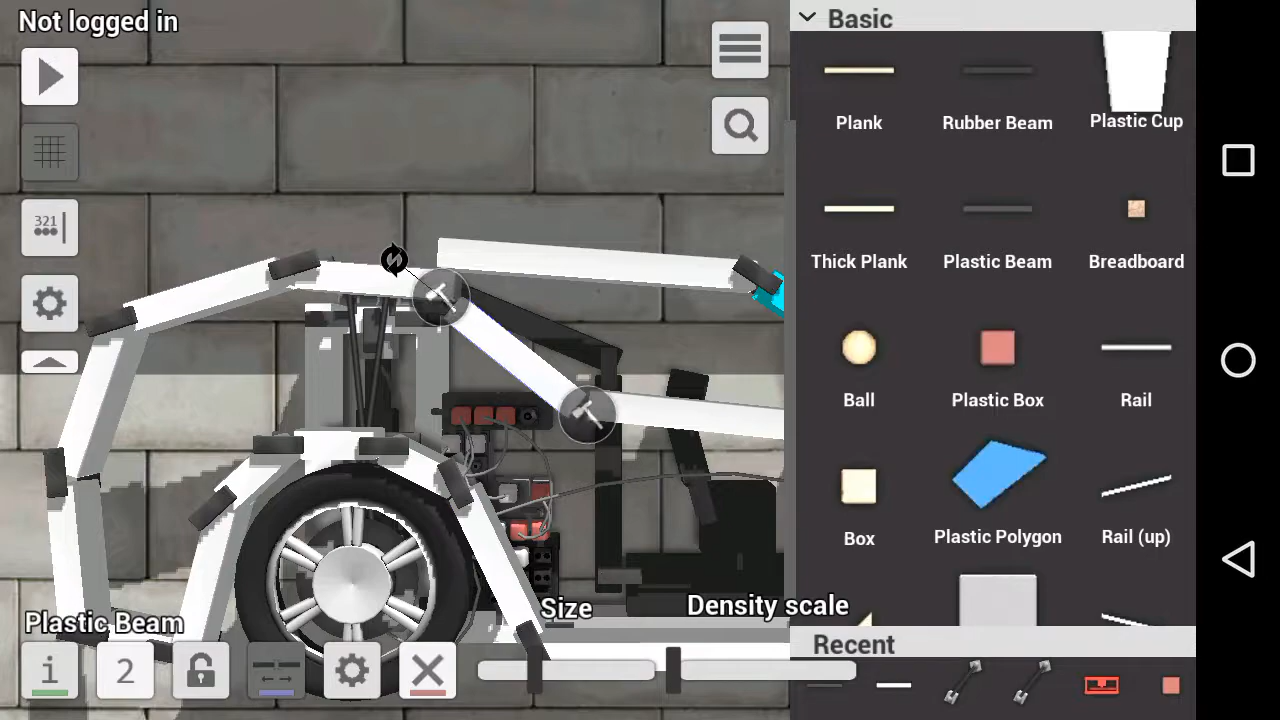 Not logged in
321
Basic
Plank
Rubber Beam
Plastic Cup
Thick Plank
Plastic Beam
Breadboard
Ball
Plastic Box
Rail
Box
Plastic Polygon
Rail (up)
Plastic Beam
Size
Density scale
Recent
i
2